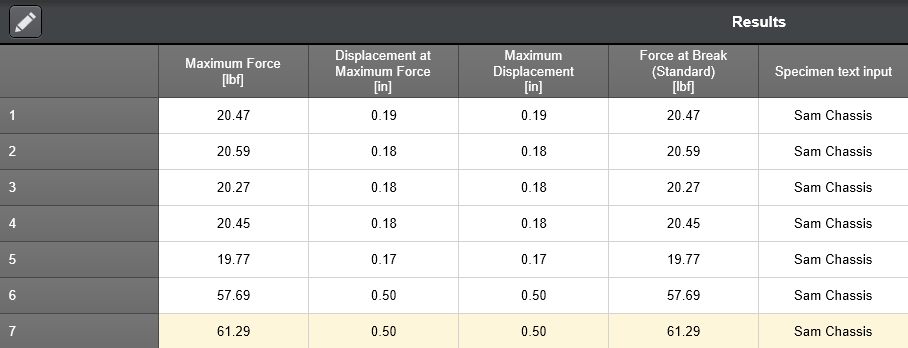 Results
Maximum Force [lbf] Displacement at Maximum Force [in] Maximum Displacement [in] Force at Break (Standard) [lbf] Specimen text input
1 20.47 0.19 0.19 20.47 Sam Chassis
2 20.59 0.18 0.18 20.59 Sam Chassis
3 20.27 0.18 0.18 20.27 Sam Chassis
4 20.45 0.18 0.18 20.45 Sam Chassis
5 19.77 0.17 0.17 19.77 Sam Chassis
6 57.69 0.50 0.50 57.69 Sam Chassis
7 61.29 0.50 0.50 61.29 Sam Chassis